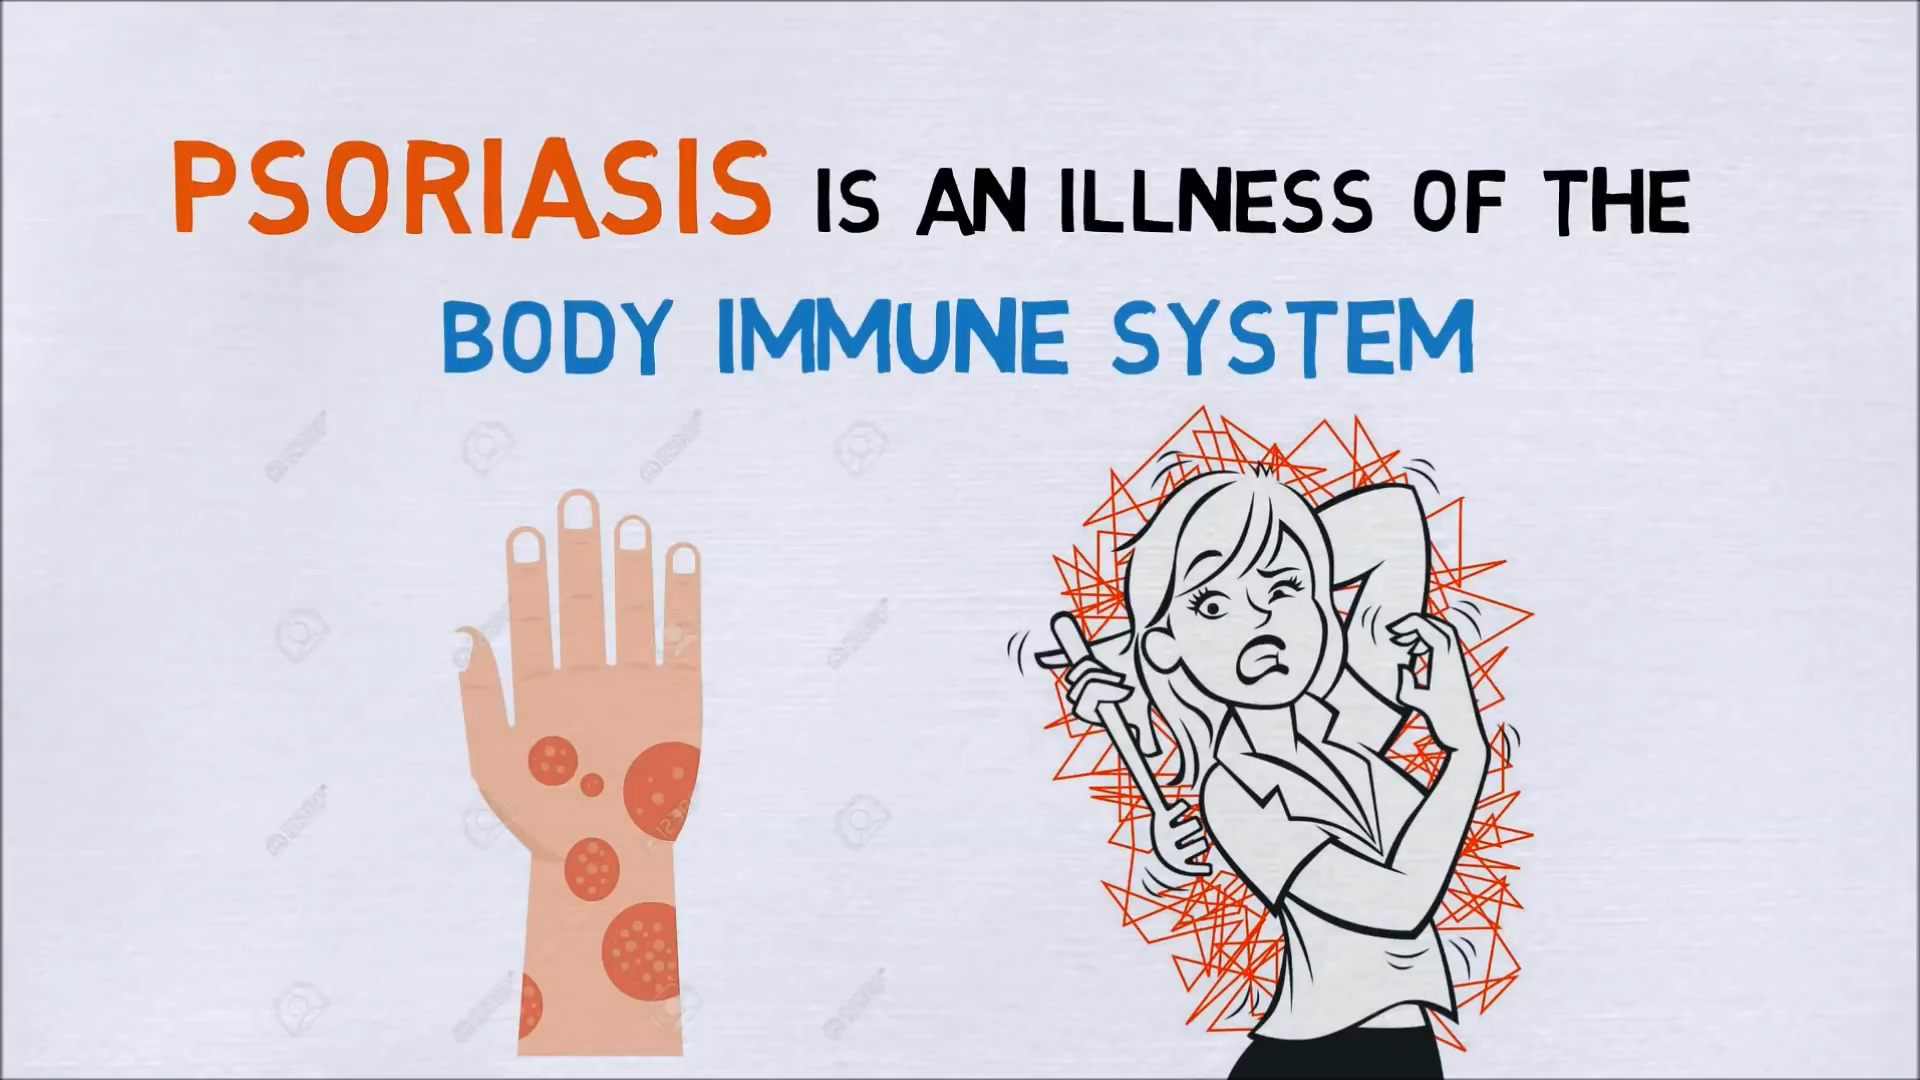 PSORIASIS IS AN ILLNESS OF THE
BODY IMMUNE SYSTEM